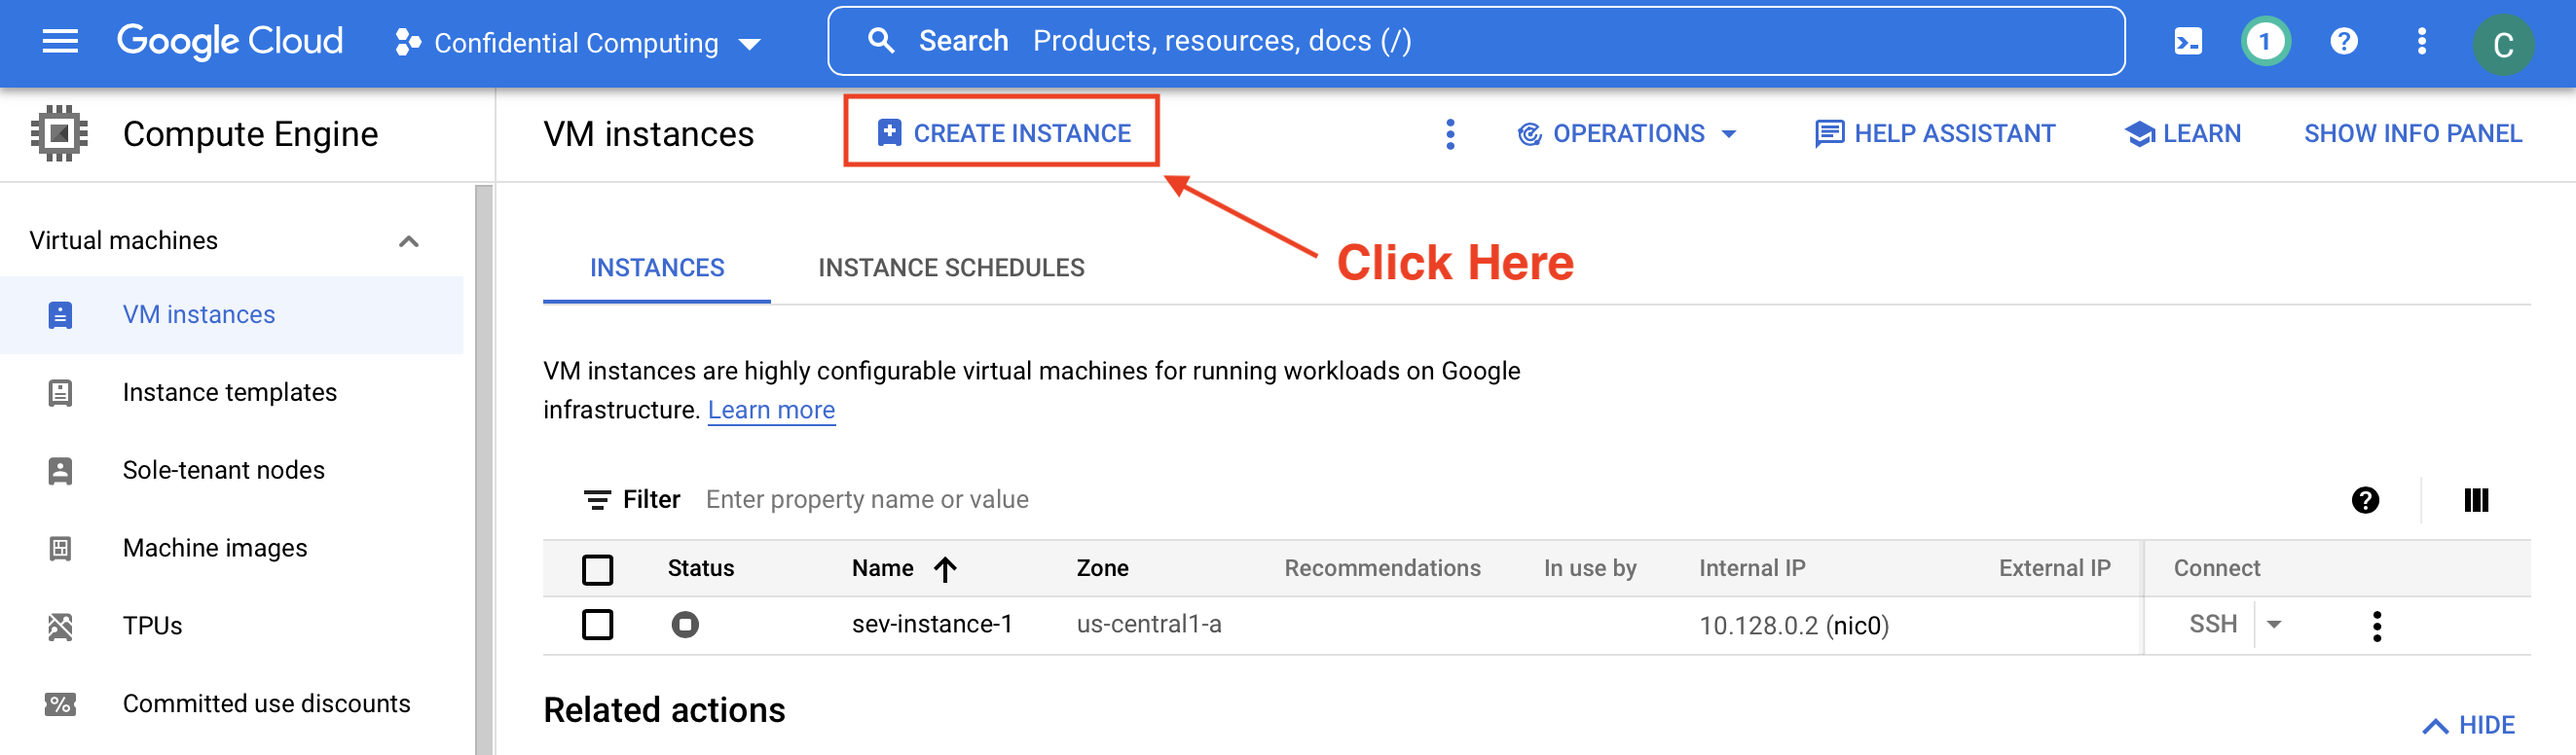 Google Cloud
Confidential Computing
Search Products, resources, docs (/)
1
C
Compute Engine
VM instances
CREATE INSTANCE
OPERATIONS
HELP ASSISTANT
LEARN
SHOW INFO PANEL
Virtual machines
VM instances
Instance templates
Sole-tenant nodes
Machine images
TPUs
Committed use discounts
INSTANCES
INSTANCE SCHEDULES
Click Here
VM instances are highly configurable virtual machines for running workloads on Google
infrastructure. Learn more
Filter Enter property name or value
Status Name Zone Recommendations In use by Internal IP External IP Connect
sev-instance-1 us-central1-a 10.128.0.2 (nic0) SSH
Related actions
HIDE